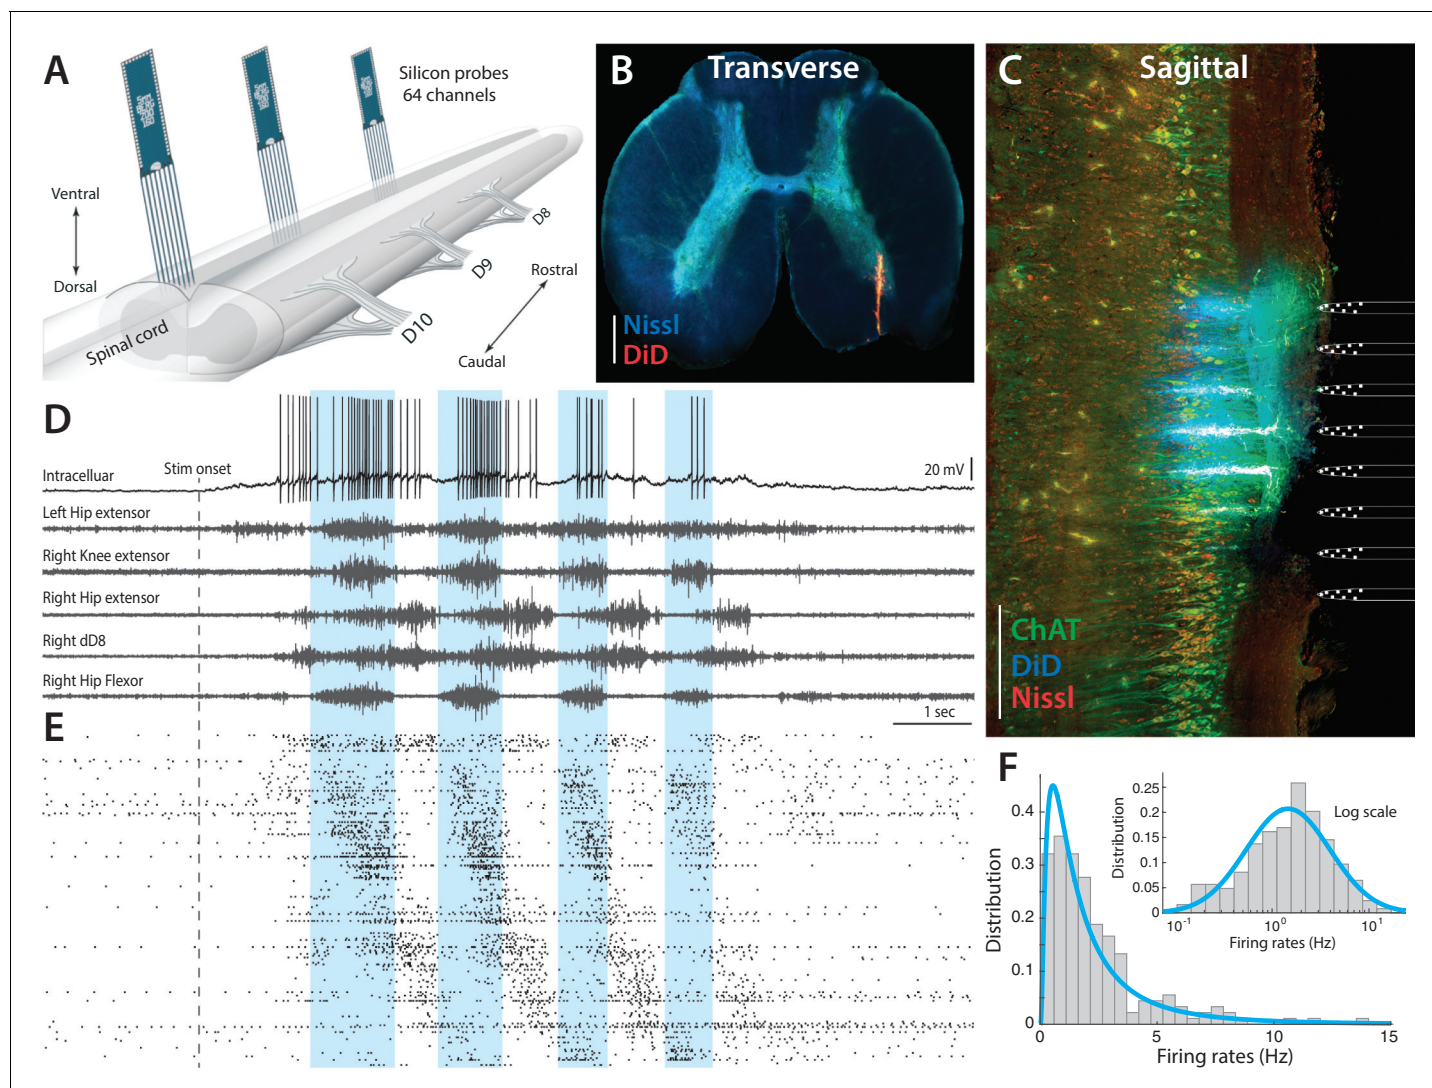 A
Silicon probes
64 channels
Ventral
Dorsal
Spinal cord
D8
D9
D10
Rostral
Caudal
B
Transverse
Nissl
DiD
C
Sagittal
ChAT
DiD
Nissl
D
Stim onset
Intracelluar
20 mV
Left Hip extensor
Right Knee extensor
Right Hip extensor
Right dD8
Right Hip Flexor
1 sec
E
F
Distribution
0.4
0.3
0.2
0.1
0
0
5
10
15
Firing rates (Hz)
Log scale
Distribution
0.25
0.2
0.15
0.1
0.05
0
10-1
100
101
Firing rates (Hz)